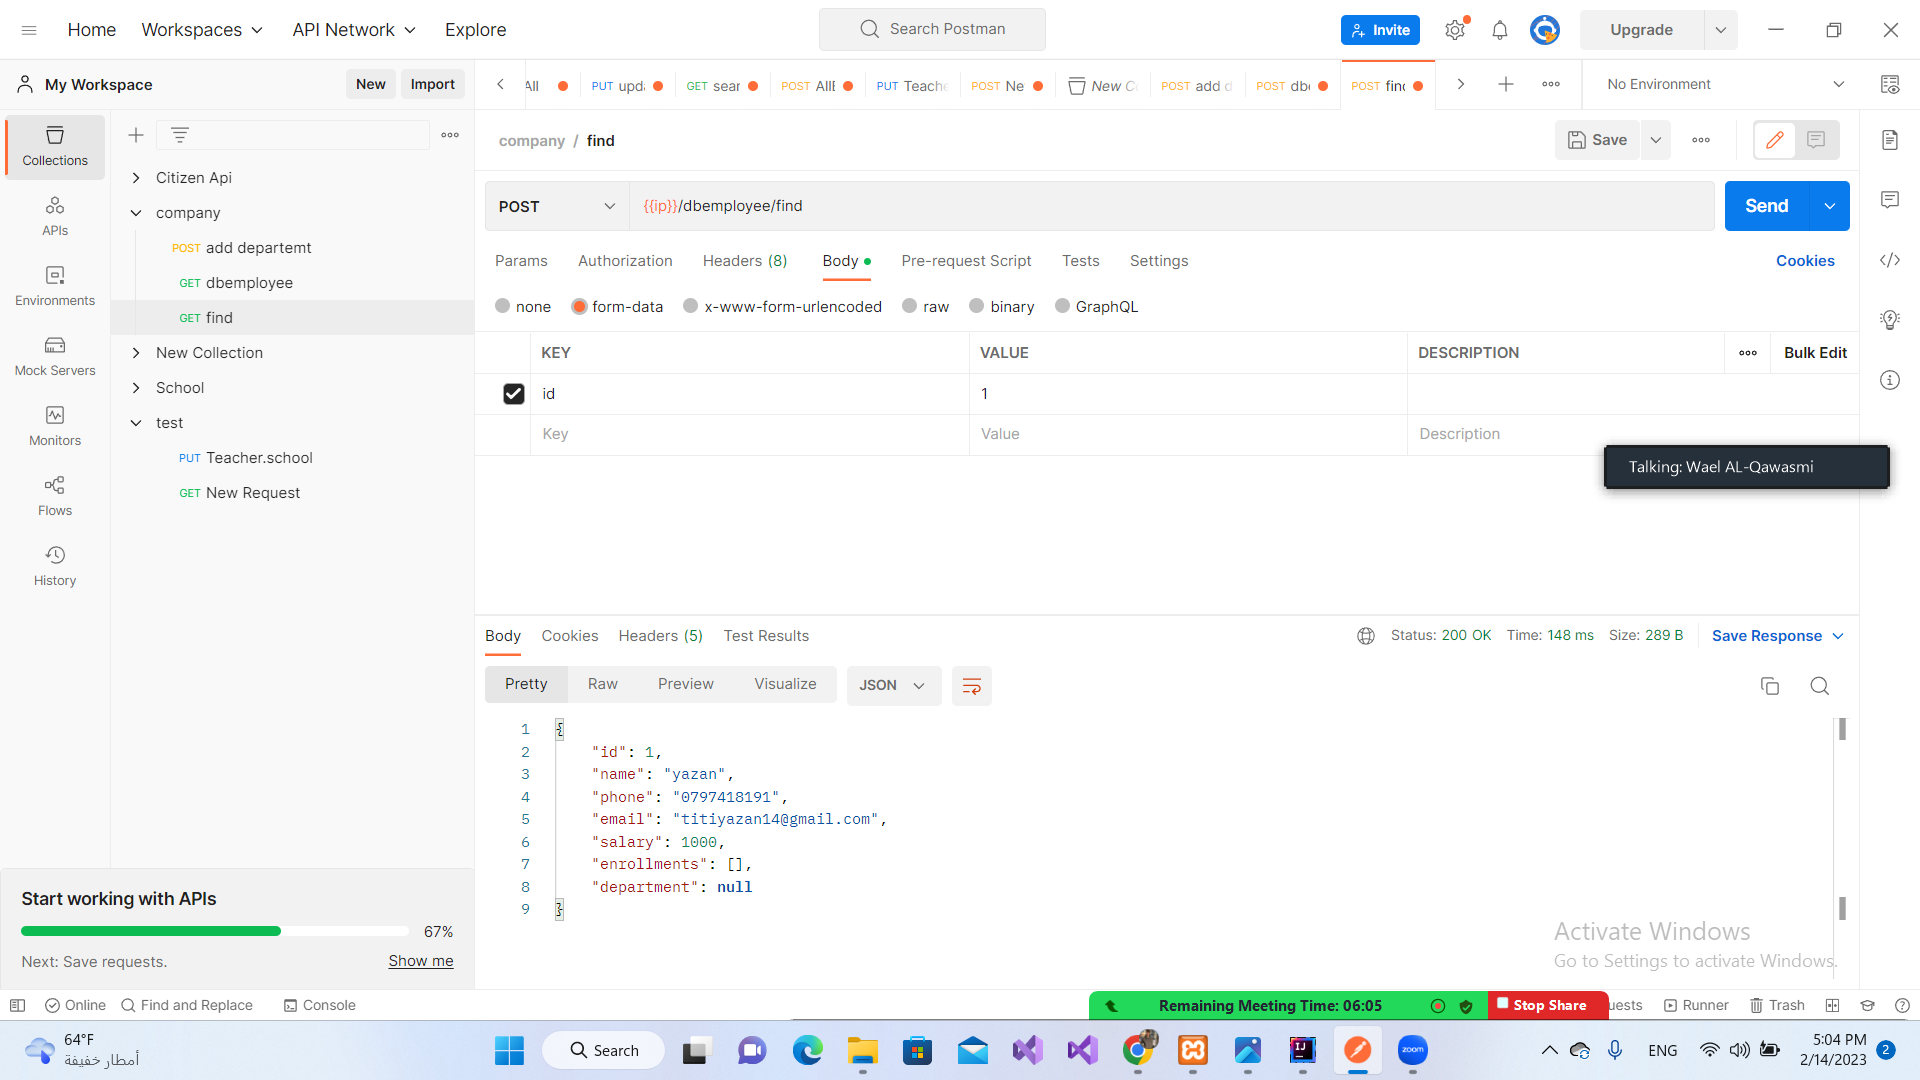 Home
Workspaces
API Network
Explore
Search Postman
Invite
Upgrade
My Workspace
New
Import
All
PUT upd
GET sear
POST AllE
PUT Teache
POST Ne
New C
POST add d
POST dbe
POST fin
No Environment
Collections
APIs
Environments
Mock Servers
Monitors
Flows
History
Citizen Api
company
POST add departemt
GET dbemployee
GET find
New Collection
School
test
PUT Teacher.school
GET New Request
company / find
Save
POST
{{ip}}/dbemployee/find
Send
Params
Authorization
Headers (8)
Body
Pre-request Script
Tests
Settings
Cookies
none
form-data
x-www-form-urlencoded
raw
binary
GraphQL
KEY
VALUE
DESCRIPTION
Bulk Edit
id
1
Key
Value
Description
Talking: Wael AL-Qawasmi
Body
Cookies
Headers (5)
Test Results
Status: 200 OK
Time: 148 ms
Size: 289 B
Save Response
Pretty
Raw
Preview
Visualize
JSON
1 {
2 "id": 1,
3 "name": "yazan",
4 "phone": "0797418191",
5 "email": "titiyazan14@gmail.com",
6 "salary": 1000,
7 "enrollments": [],
8 "department": null
9 }
Activate Windows
Go to Settings to activate Windows.
Start working with APIs
67%
Next: Save requests.
Show me
Online
Find and Replace
Console
Remaining Meeting Time: 06:05
Stop Share
uests
Runner
Trash
64°F
أمطار خفيفة
Search
zoom
ENG
5:04 PM
2/14/2023
2